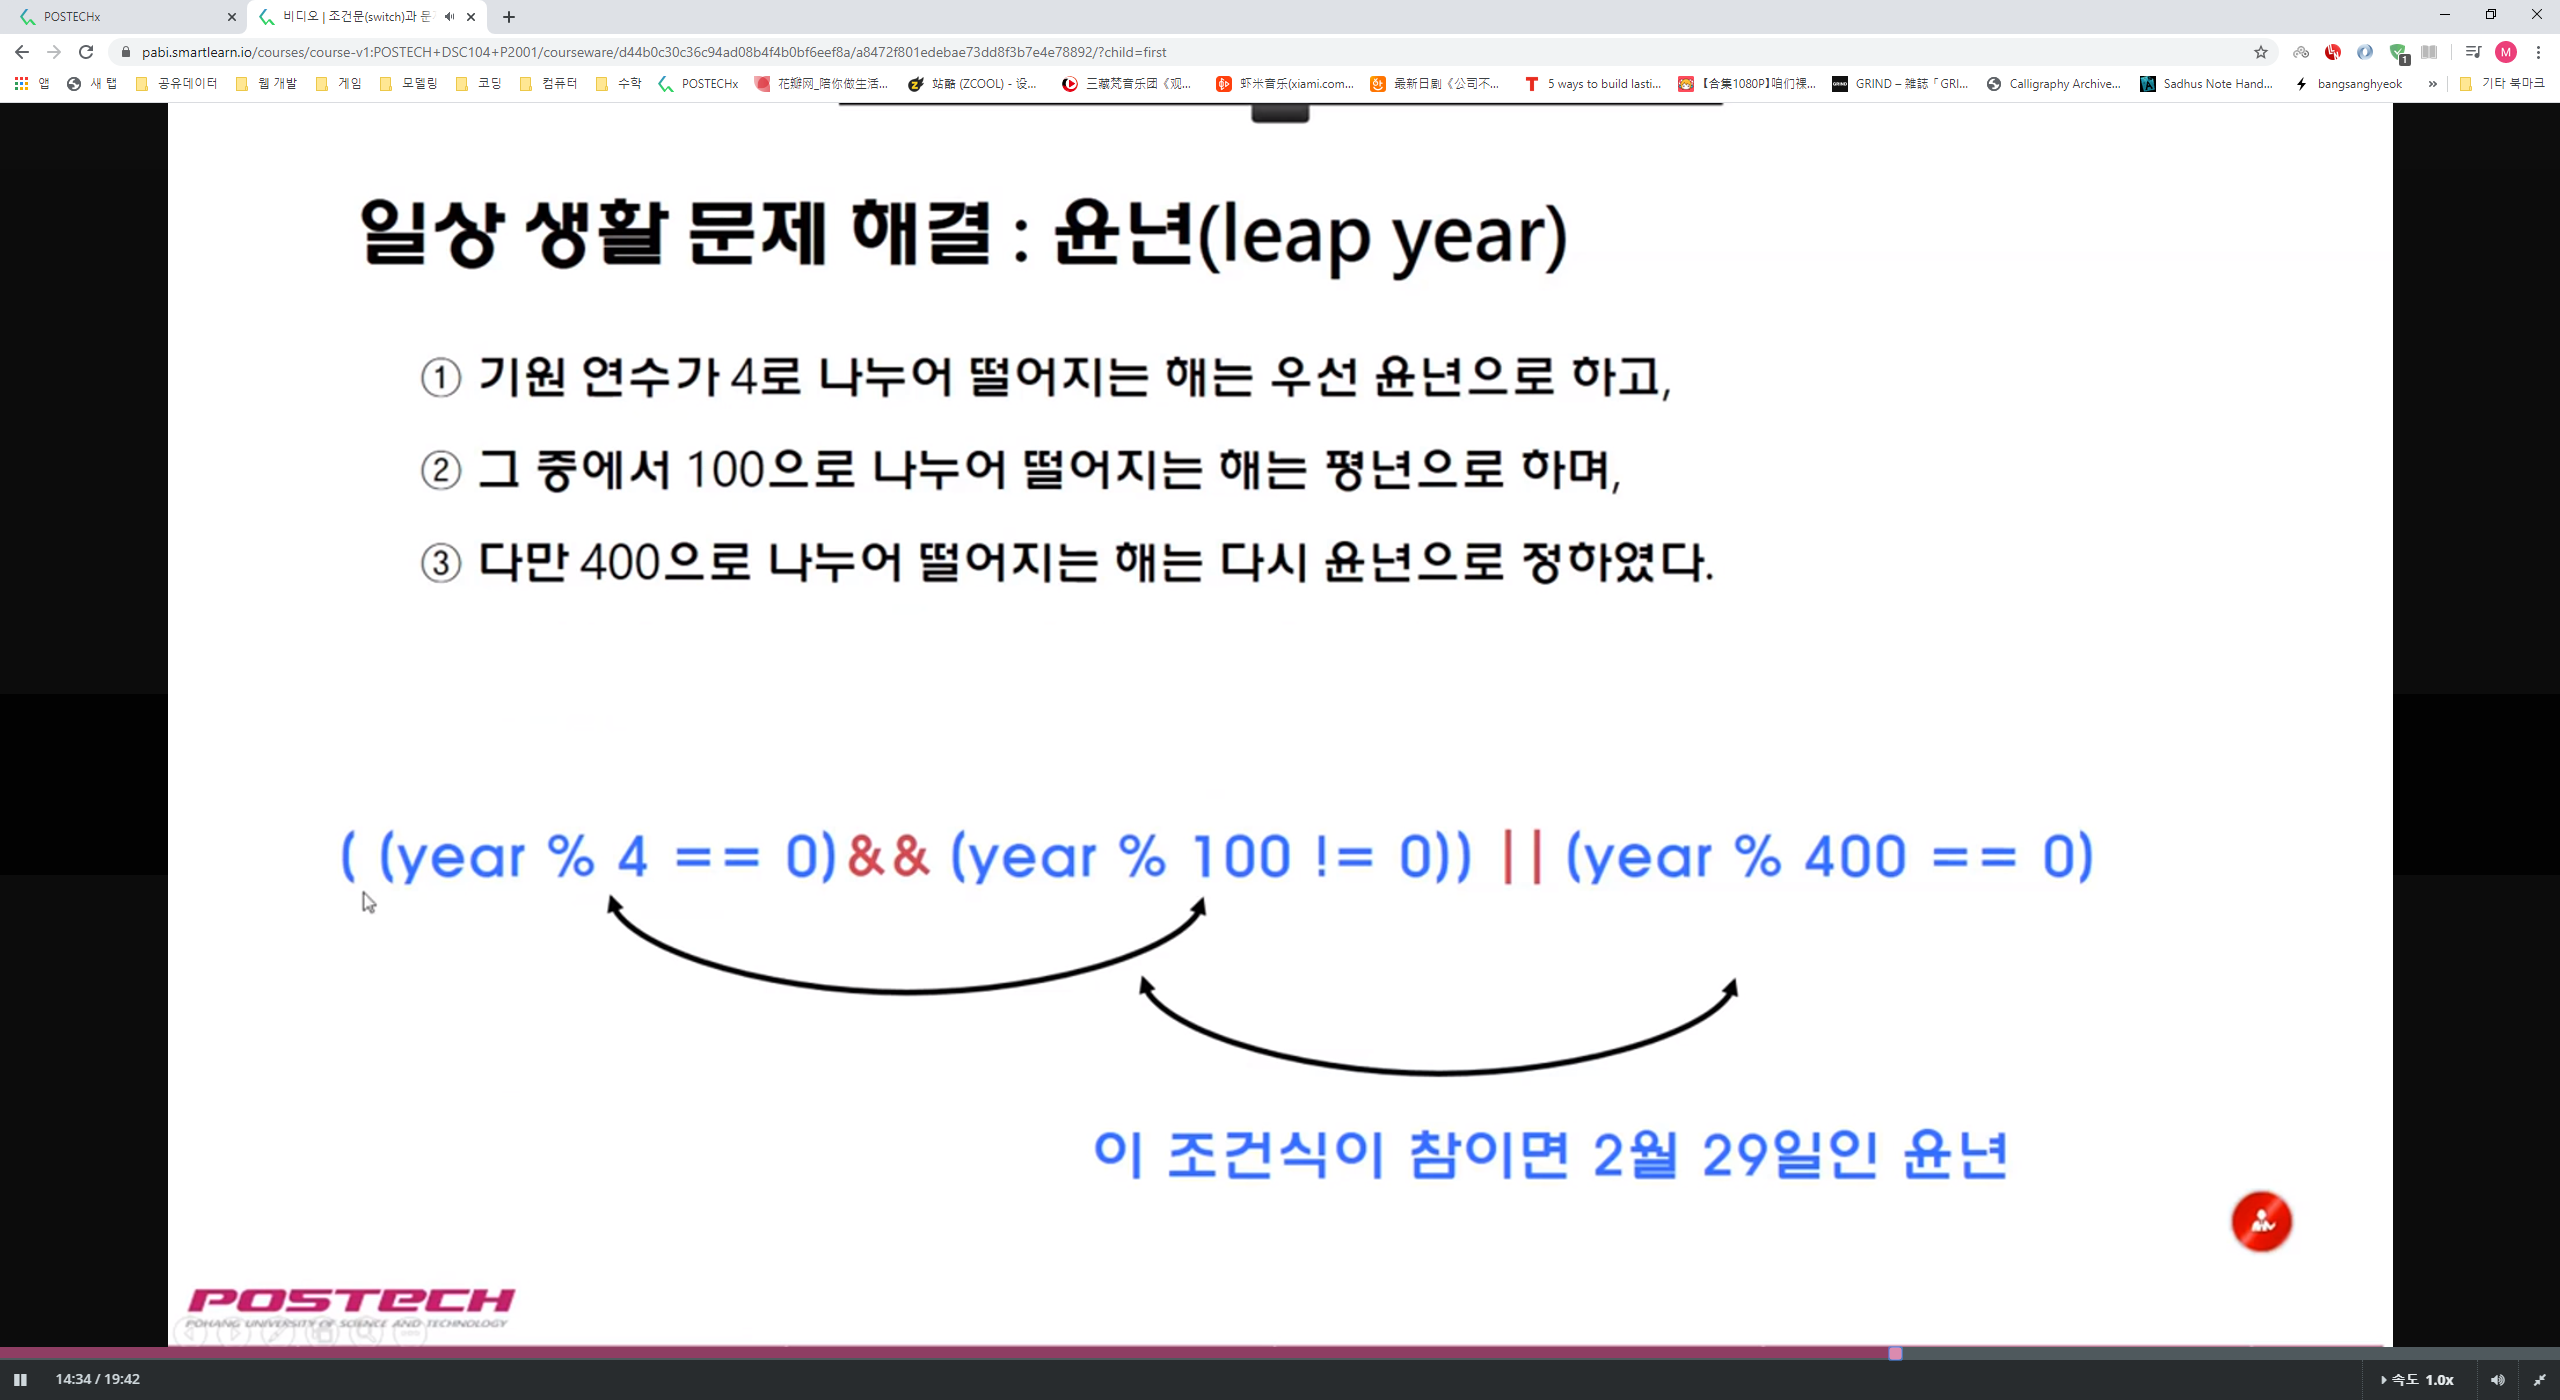 POSTECHx
비디오 | 조건문(switch)과 문
pabi.smartlearn.io/courses/course-v1:POSTECH+DSC104+P2001/courseware/d44b0c30c36c94ad08b4f4b0bf6eef8a/a8472f801edebae73dd8f3b7e4e78892/?child=first
1
M
앱 새 탭 공유데이터 웹 개발 게임 모델링 코딩 컴퓨터 수학 POSTECHx 花瓣网_陪你做生活... 站酷 (ZCOOL) - 设... 三藏梵音乐团《观... 虾米音乐(xiami.com... 最新日剧《公司不... 5 ways to build lasti... 【合集1080P】咱们裸... GRIND – 雑誌「GRI... Calligraphy Archive... Sadhus Note Hand... bangsanghyeok » 기타 북마크
일상 생활 문제 해결 : 윤년(leap year)
① 기원 연수가 4로 나누어 떨어지는 해는 우선 윤년으로 하고,
② 그 중에서 100으로 나누어 떨어지는 해는 평년으로 하며,
③ 다만 400으로 나누어 떨어지는 해는 다시 윤년으로 정하였다.
( (year % 4 == 0)&& (year % 100 != 0)) || (year % 400 == 0)
이 조건식이 참이면 2월 29일인 윤년
POSTECH
POHANG UNIVERSITY OF SCIENCE AND TECHNOLOGY
14:34 / 19:42
속도 1.0x